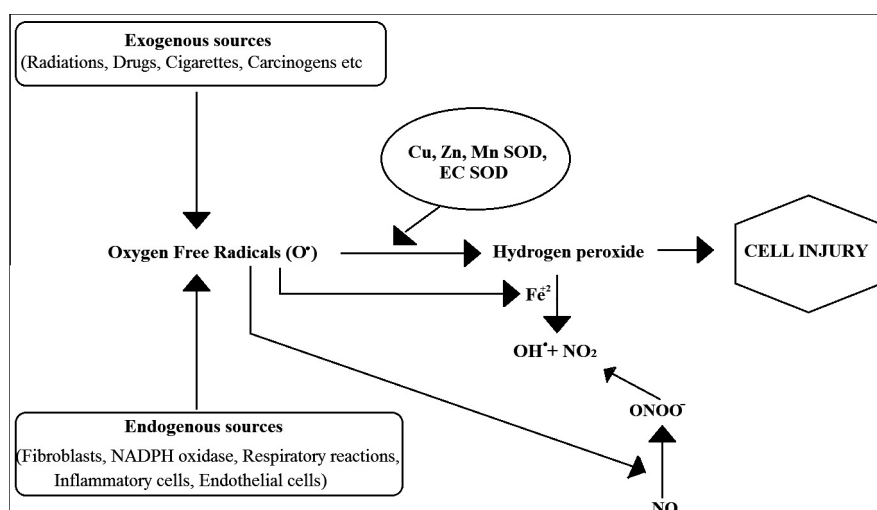 Exogenous sources
(Radiations, Drugs, Cigarettes, Carcinogens etc
Cu, Zn, Mn SOD,
EC SOD
Oxygen Free Radicals (O•)
Hydrogen peroxide
CELL INJURY
Fe+2
OH•+ NO2
ONOO−
Endogenous sources
(Fibroblasts, NADPH oxidase, Respiratory reactions,
Inflammatory cells, Endothelial cells)
NO